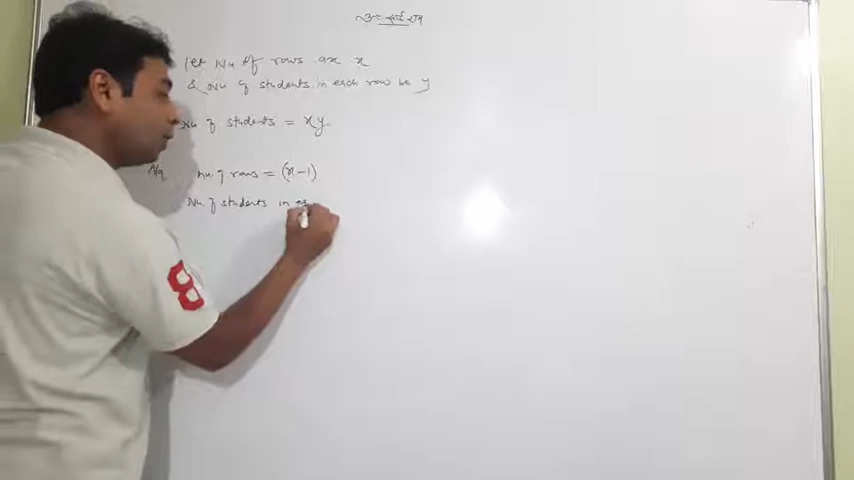 Let No of rows are x
& No of students in each row be y
No of students = xy
A/q no of rows = (x-1)
No. of students in
B